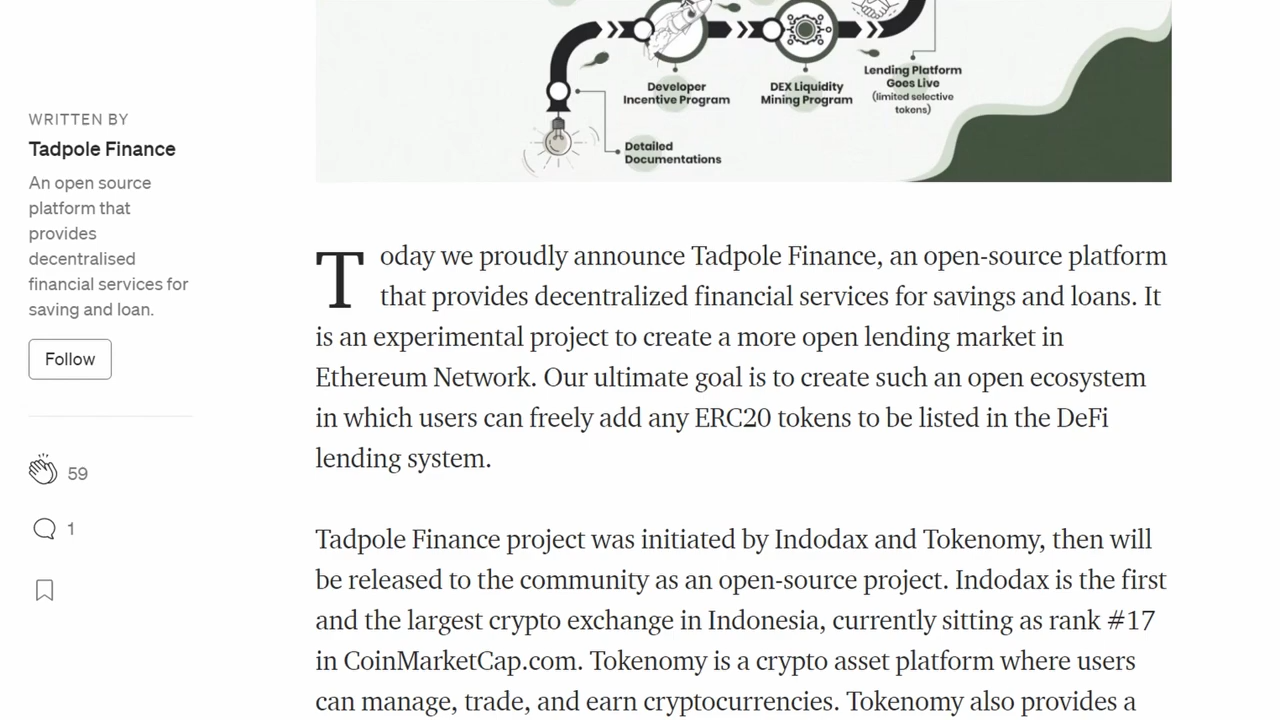 Developer
Incentive Program
DEX Liquidity
Mining Program
Lending Platform
Goes Live
(limited selective
tokens)
Detailed
Documentations
WRITTEN BY
Tadpole Finance
An open source
platform that
provides
decentralised
financial services for
saving and loan.
Follow
59
1
Today we proudly announce Tadpole Finance, an open-source platform
that provides decentralized financial services for savings and loans. It
is an experimental project to create a more open lending market in
Ethereum Network. Our ultimate goal is to create such an open ecosystem
in which users can freely add any ERC20 tokens to be listed in the DeFi
lending system.
Tadpole Finance project was initiated by Indodax and Tokenomy, then will
be released to the community as an open-source project. Indodax is the first
and the largest crypto exchange in Indonesia, currently sitting as rank #17
in CoinMarketCap.com. Tokenomy is a crypto asset platform where users
can manage, trade, and earn cryptocurrencies. Tokenomy also provides a